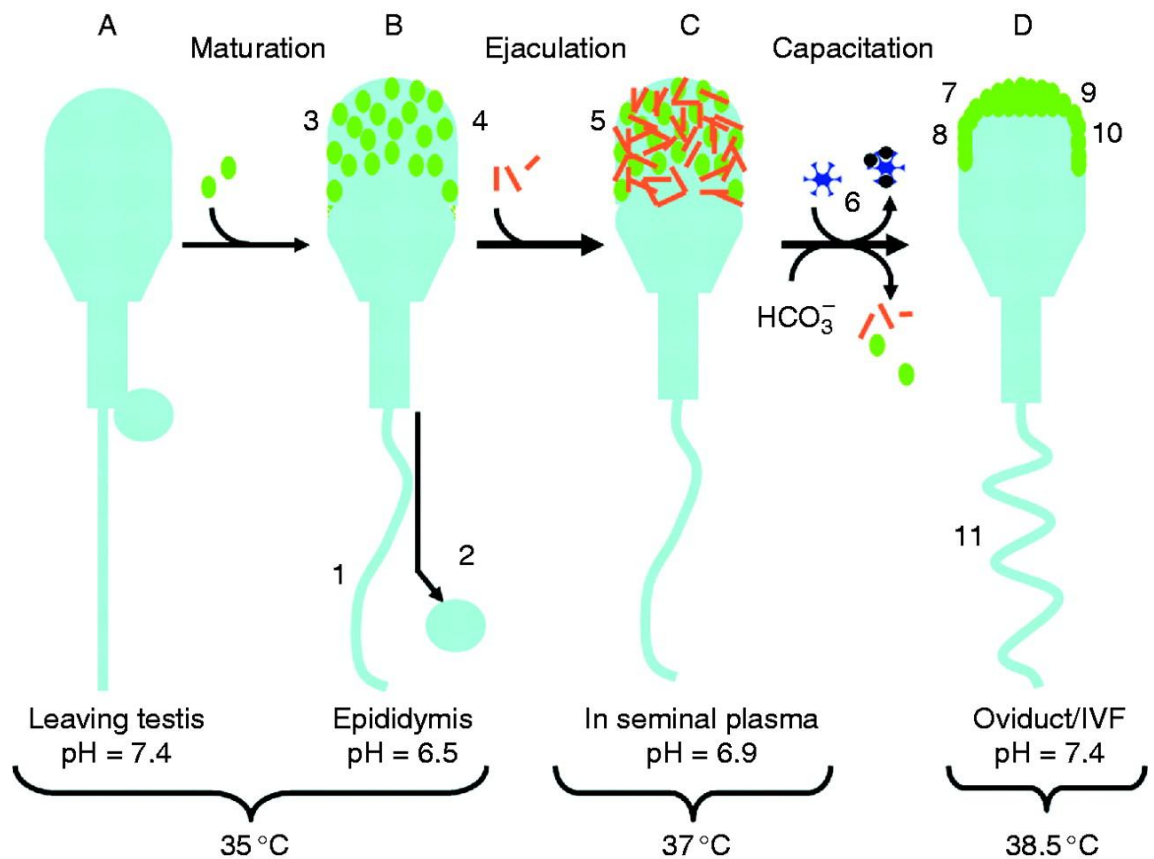 A
B
C
D
Maturation
Ejaculation
Capacitation
3
4
5
6
7
8
9
10
HCO₃⁻
1
2
11
Leaving testis
pH = 7.4
Epididymis
pH = 6.5
In seminal plasma
pH = 6.9
Oviduct/IVF
pH = 7.4
35 °C
37 °C
38.5 °C